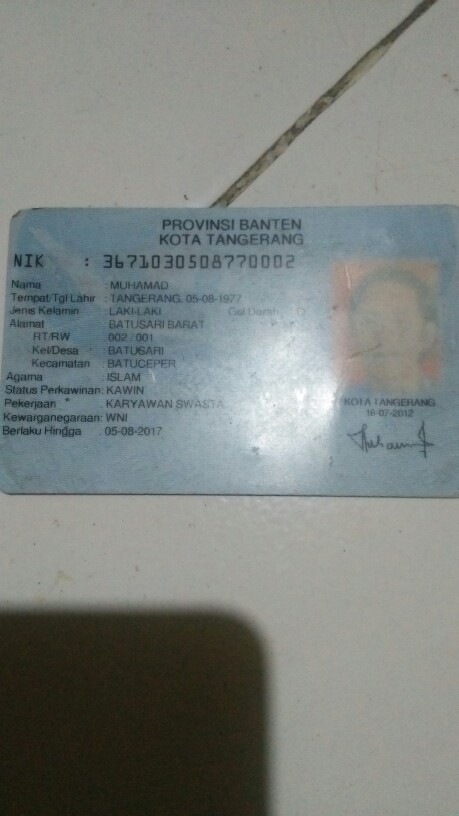 PROVINSI BANTEN
KOTA TANGERANG
NIK : 3671030508770002
Nama : MUHAMAD
Tempat/Tgl Lahir : TANGERANG, 05-08-1977
Jenis Kelamin : LAKI-LAKI Gol Darah : O
Alamat : BATUSARI BARAT
RT/RW : 002 / 001
Kel/Desa : BATUSARI
Kecamatan : BATUCEPER
Agama : ISLAM
Status Perkawinan: KAWIN
Pekerjaan : KARYAWAN SWASTA
Kewarganegaraan: WNI
Berlaku Hingga : 05-08-2017
KOTA TANGERANG
16-07-2012